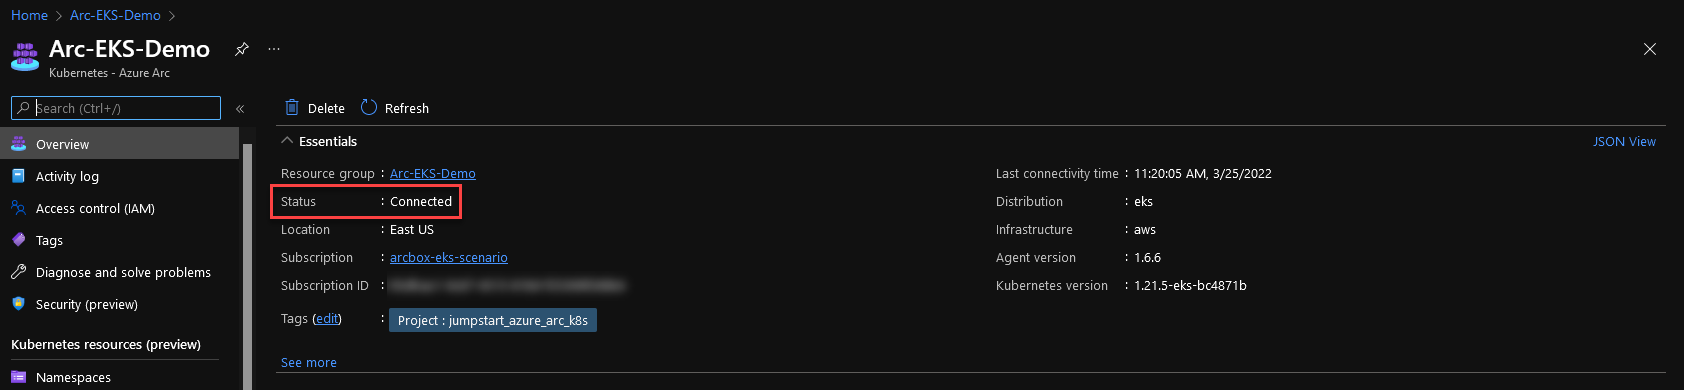 Home > Arc-EKS-Demo >
Arc-EKS-Demo ...
Kubernetes - Azure Arc
Search (Ctrl+/) «
Overview
Activity log
Access control (IAM)
Tags
Diagnose and solve problems
Security (preview)
Kubernetes resources (preview)
Namespaces
Delete Refresh
Essentials
JSON View
Resource group : Arc-EKS-Demo
Status : Connected
Location : East US
Subscription : arcbox-eks-scenario
Subscription ID :
Tags (edit) : Project : jumpstart_azure_arc_k8s
See more
Last connectivity time : 11:20:05 AM, 3/25/2022
Distribution : eks
Infrastructure : aws
Agent version : 1.6.6
Kubernetes version : 1.21.5-eks-bc4871b